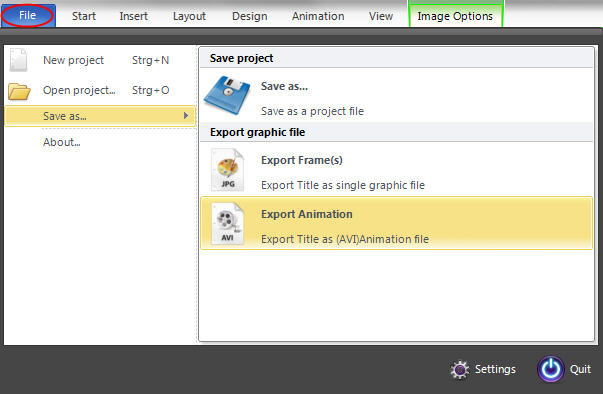 File Start Insert Layout Design Animation View Image Options
New project Strg+N
Open project... Strg+O
Save as...
About...
Save project
Save as...
Save as a project file
Export graphic file
JPG
Export Frame(s)
Export Title as single graphic file
AVI
Export Animation
Export Title as (AVI)Animation file
Settings Quit